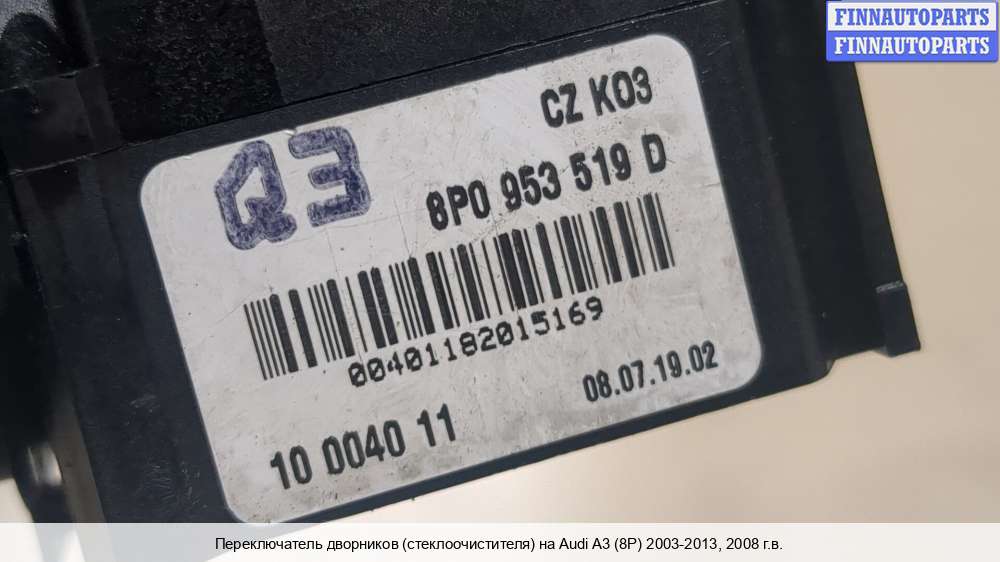 FINNAUTOPARTS
FINNAUTOPARTS
CZ K03
Q3
8P0 953 519 D
00401182015169
08.07.19.02
10 0040 11
Переключатель дворников (стеклоочистителя) на Audi A3 (8P) 2003-2013, 2008 г.в.